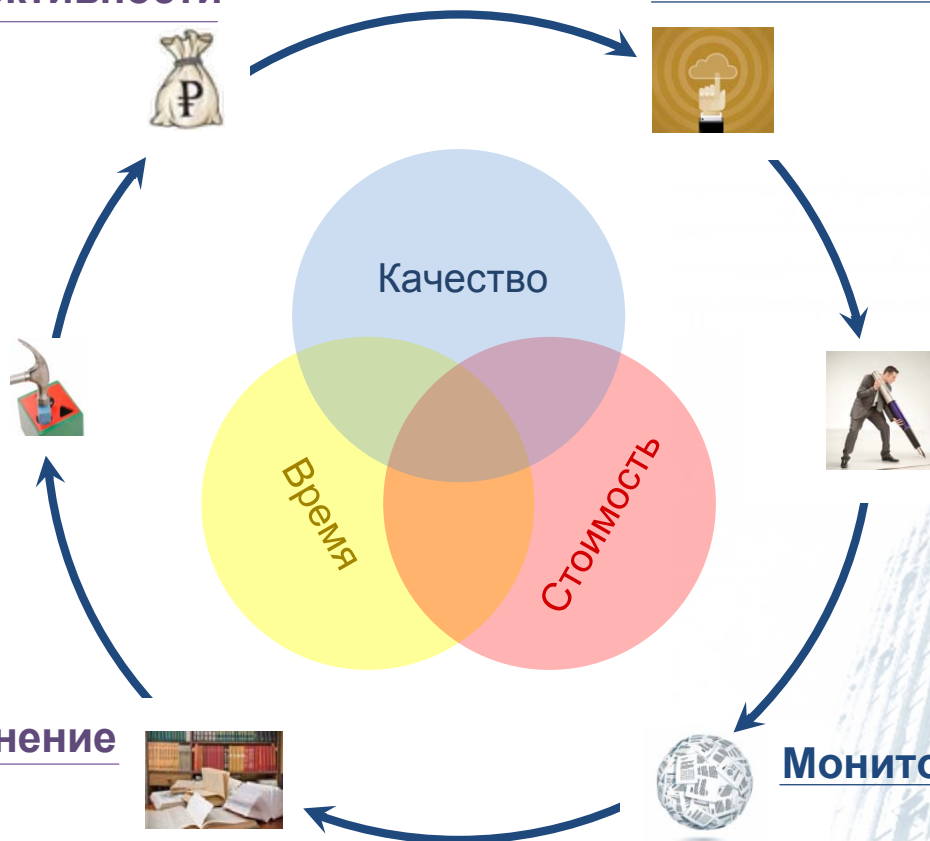 Качество
Время
Стоимость
нение
Монито